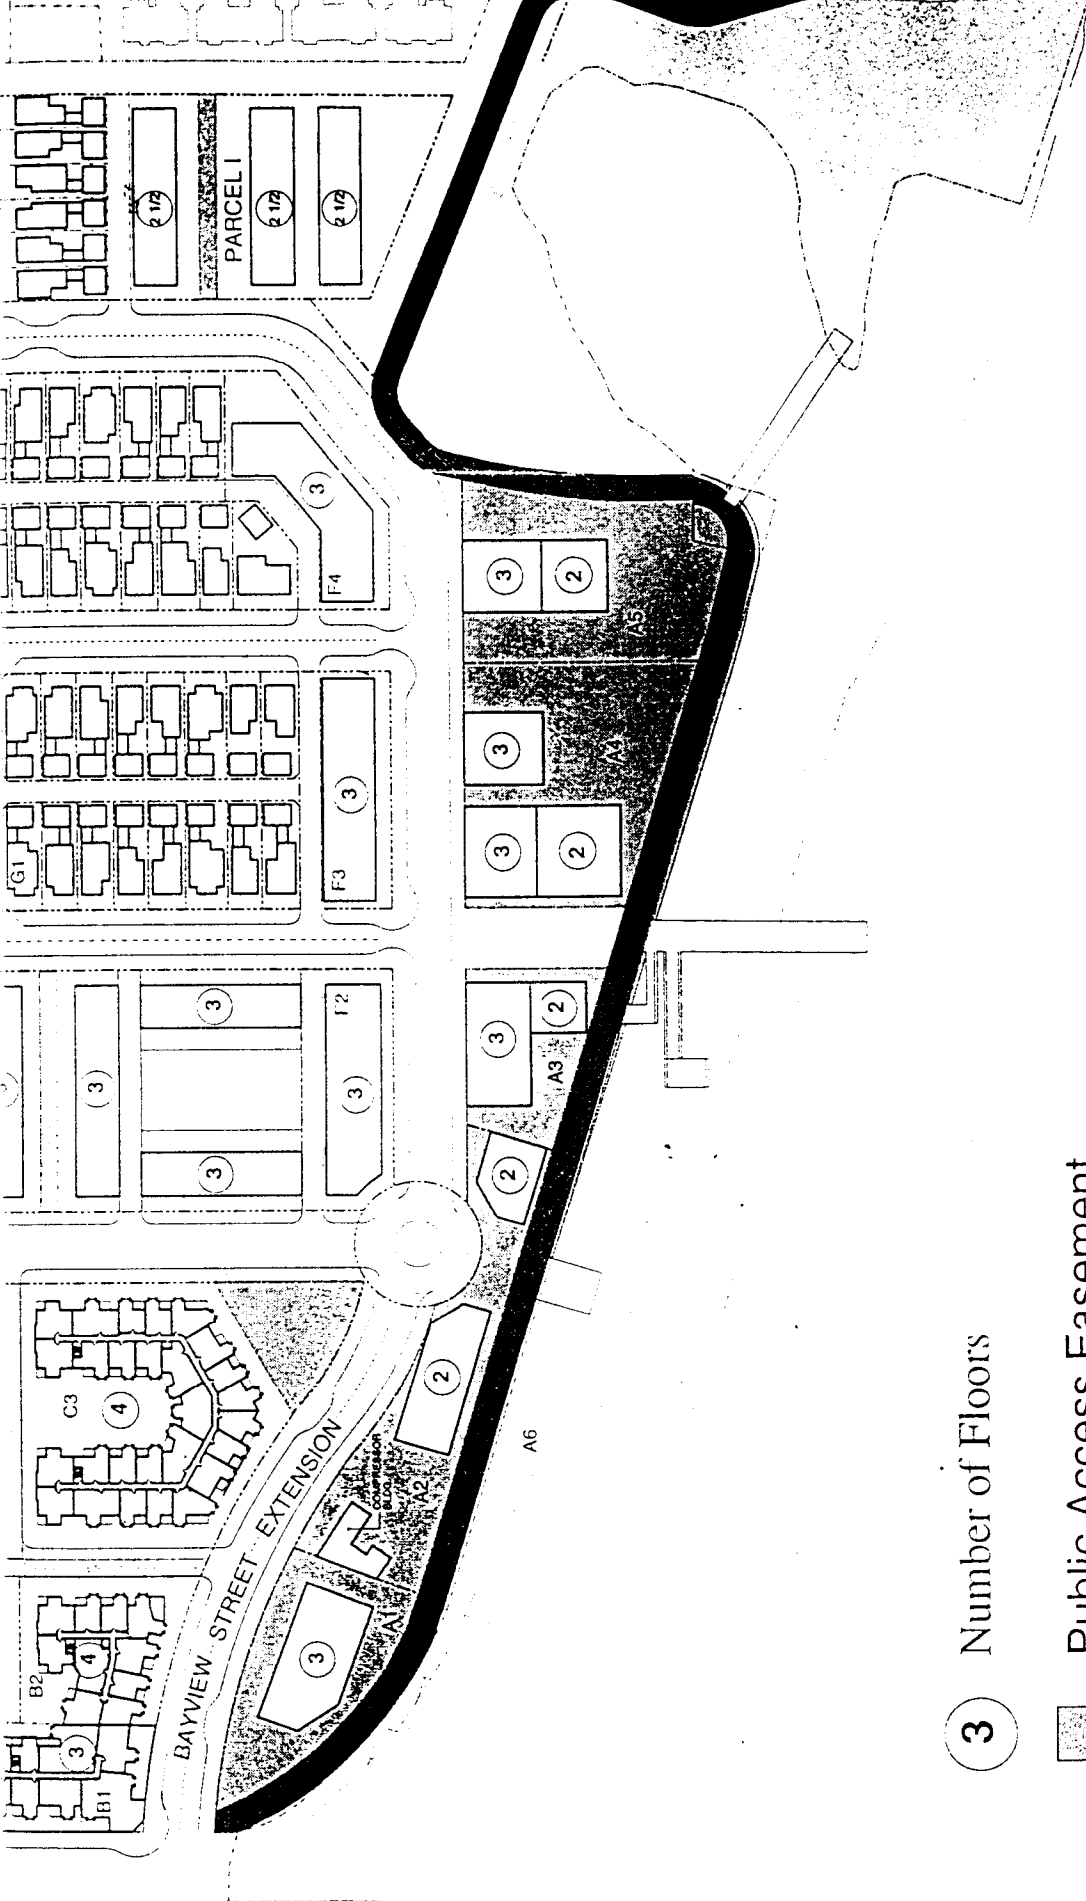 B2
4
3
B1
C3
4
3
3
3
G1
2 1/2
PARCEL I
2 1/2
2 1/2
BAYVIEW STREET EXTENSION
F2
3
F3
3
F4
3
3
A1
COMPRESSOR
BLDG.
A2
2
2
3
2
A3
3
2
3
A4
3
2
A5
A6
3 Number of Floors
Public Access Easement